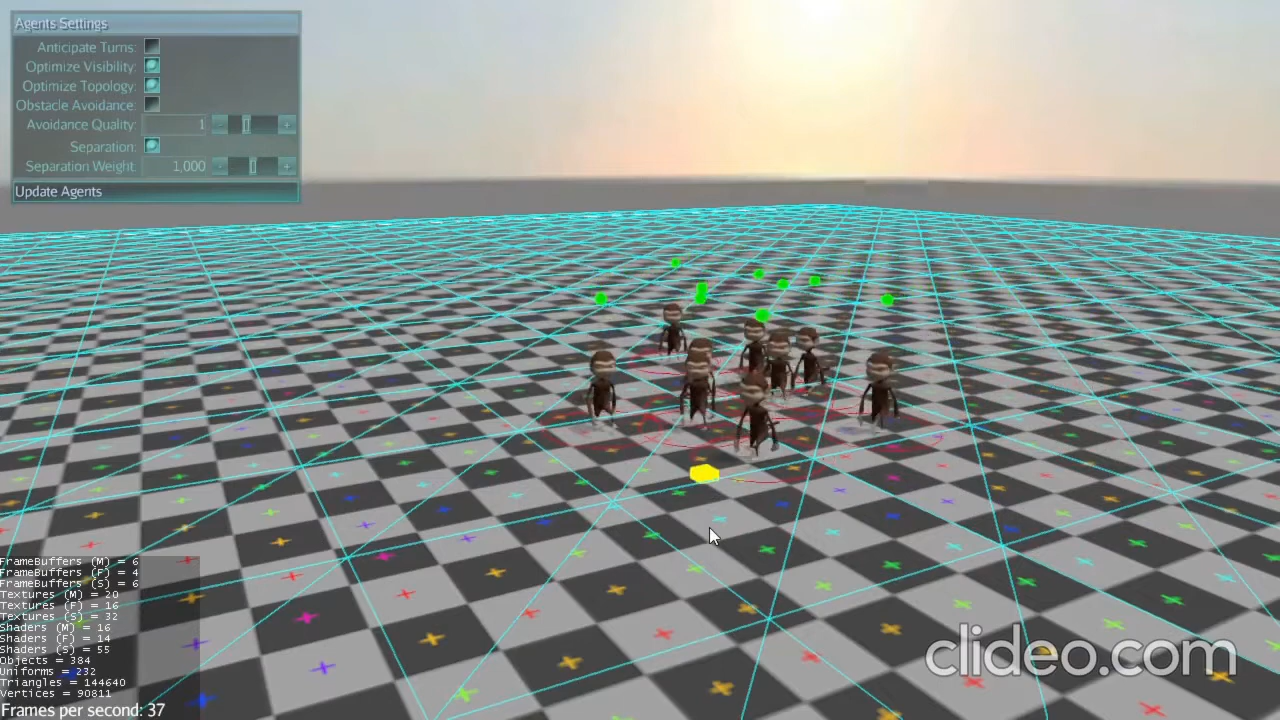 Agents Settings
Anticipate Turns:
Optimize Visibility:
Optimize Topology:
Obstacle Avoidance:
Avoidance Quality: 1 - +
Separation:
Separation Weight: 1,000 - +
Update Agents
FrameBuffers (M) = 6
FrameBuffers (F) = 4
FrameBuffers (S) = 6
Textures (M) = 20
Textures (F) = 16
Textures (S) = 32
Shaders (M) = 16
Shaders (F) = 14
Shaders (S) = 55
Objects = 384
Uniforms = 232
Triangles = 144640
Vertices = 90811
Frames per second: 37
clideo.com